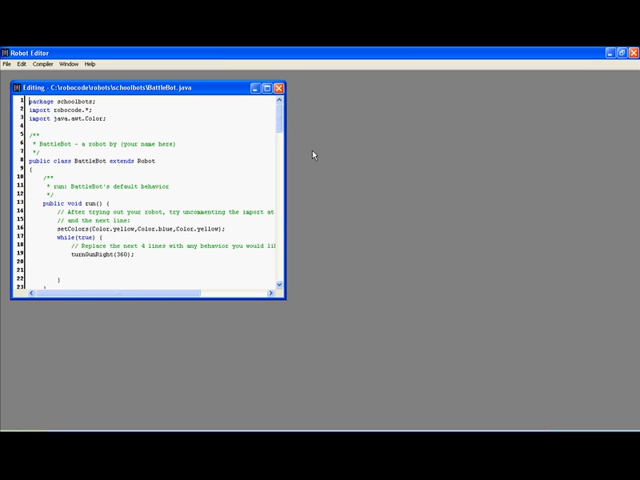 Robot Editor
File Edit Compiler Window Help
Editing - C:\robocode\robots\schoolbots\BattleBot.java
1 package schoolbots;
2 import robocode.*;
3 import java.awt.Color;
4
5 /**
6 * BattleBot - a robot by (your name here)
7 */
8 public class BattleBot extends Robot
9 {
10 /**
11 * run: BattleBot's default behavior
12 */
13 public void run() {
14 // After trying out your robot, try uncommenting the import at
15 // and the next line:
16 setColors(Color.yellow,Color.blue,Color.yellow);
17 while(true) {
18 // Replace the next 4 lines with any behavior you would li
19 turnGunRight(360);
20
21
22 }
23